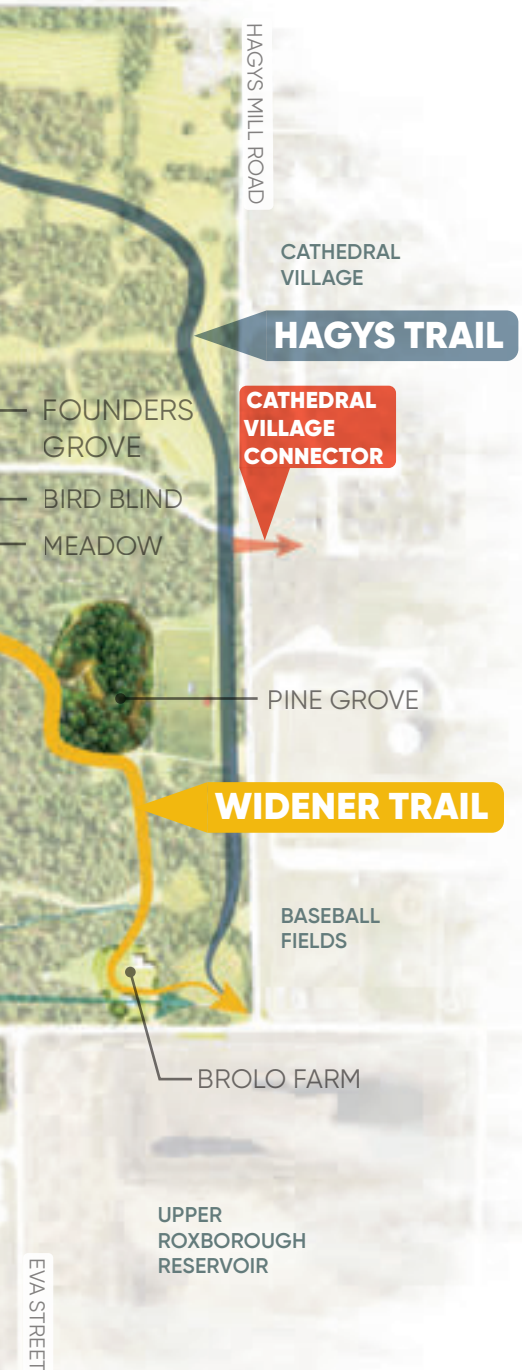 HAGYS MILL ROAD
CATHEDRAL
VILLAGE
HAGYS TRAIL
CATHEDRAL
VILLAGE
CONNECTOR
FOUNDERS
GROVE
BIRD BLIND
MEADOW
PINE GROVE
WIDENER TRAIL
BASEBALL
FIELDS
BROLO FARM
UPPER
ROXBOROUGH
RESERVOIR
EVA STREET